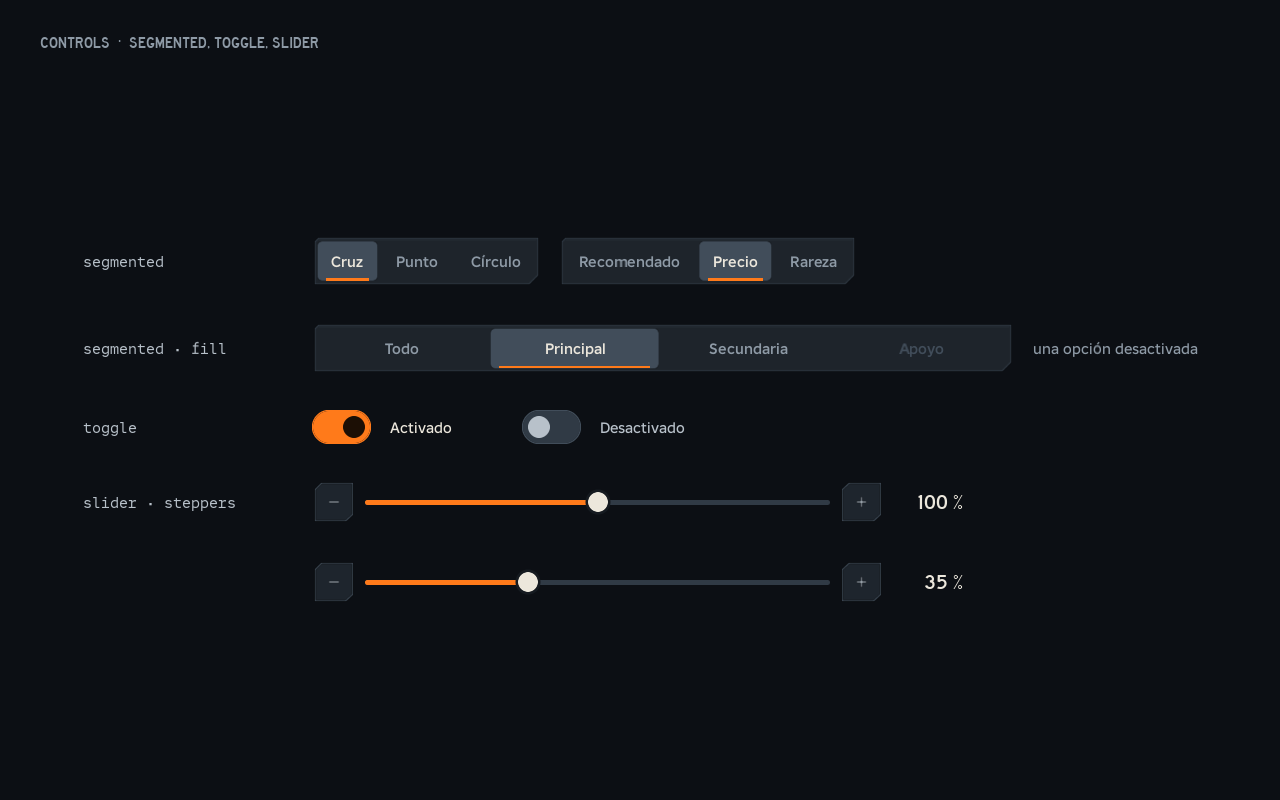 CONTROLS · SEGMENTED, TOGGLE, SLIDER
segmented Cruz Punto Círculo Recomendado Precio Rareza
segmented · fill Todo Principal Secundaria Apoyo una opción desactivada
toggle Activado Desactivado
slider · steppers − + 100 %
− + 35 %